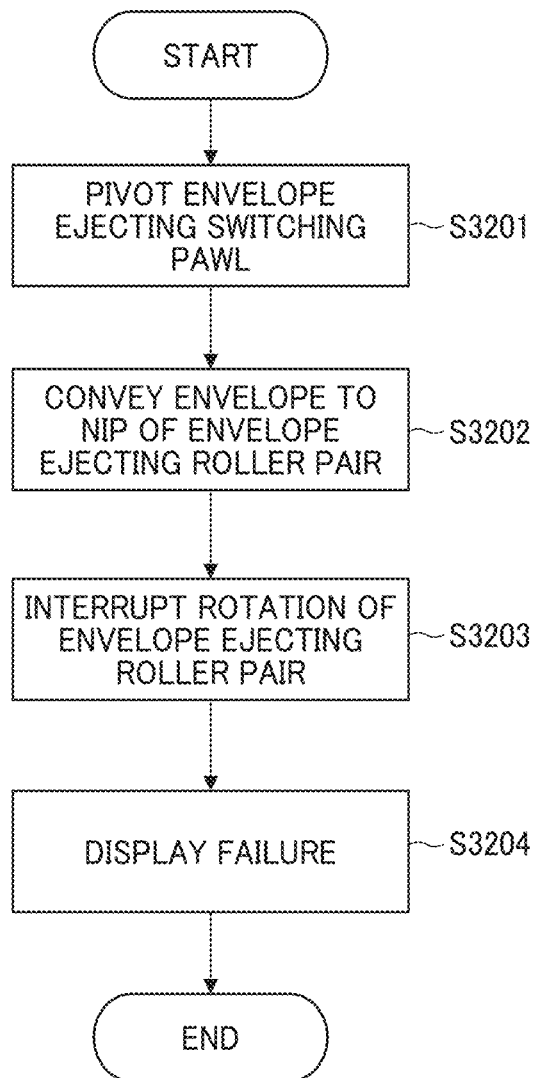 START
PIVOT ENVELOPE
EJECTING SWITCHING
PAWL
S3201
CONVEY ENVELOPE TO
NIP OF ENVELOPE
EJECTING ROLLER PAIR
S3202
INTERRUPT ROTATION OF
ENVELOPE EJECTING
ROLLER PAIR
S3203
DISPLAY FAILURE
S3204
END